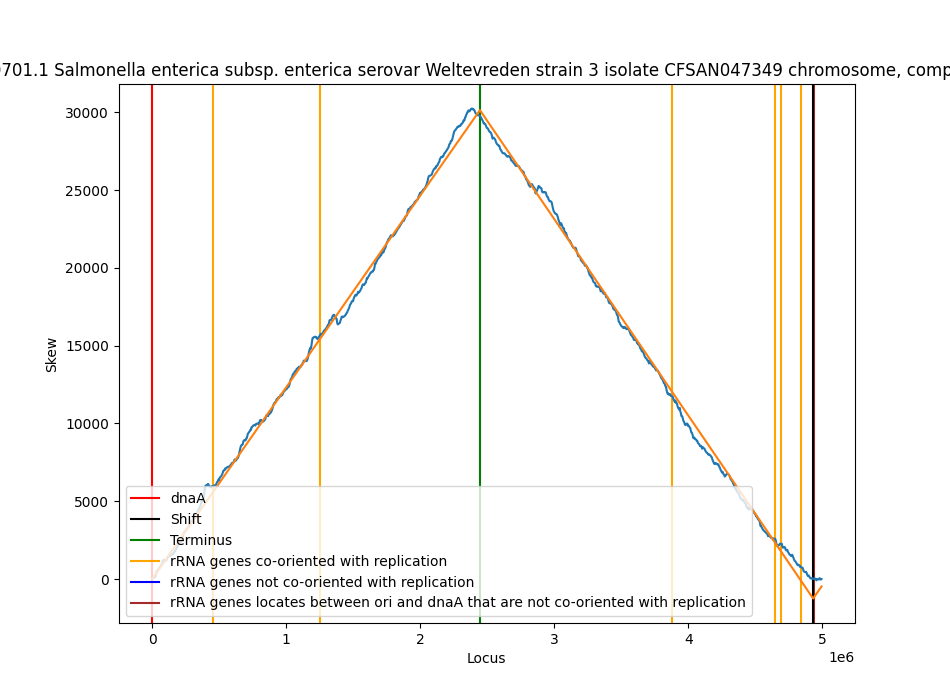 701.1 Salmonella enterica subsp. enterica serovar Weltevreden strain 3 isolate CFSAN047349 chromosome, comp
30000
25000
20000
15000
10000
5000
0
Skew
dnaA
Shift
Terminus
rRNA genes co-oriented with replication
rRNA genes not co-oriented with replication
rRNA genes locates between ori and dnaA that are not co-oriented with replication
0 1 2 3 4 5
1e6
Locus